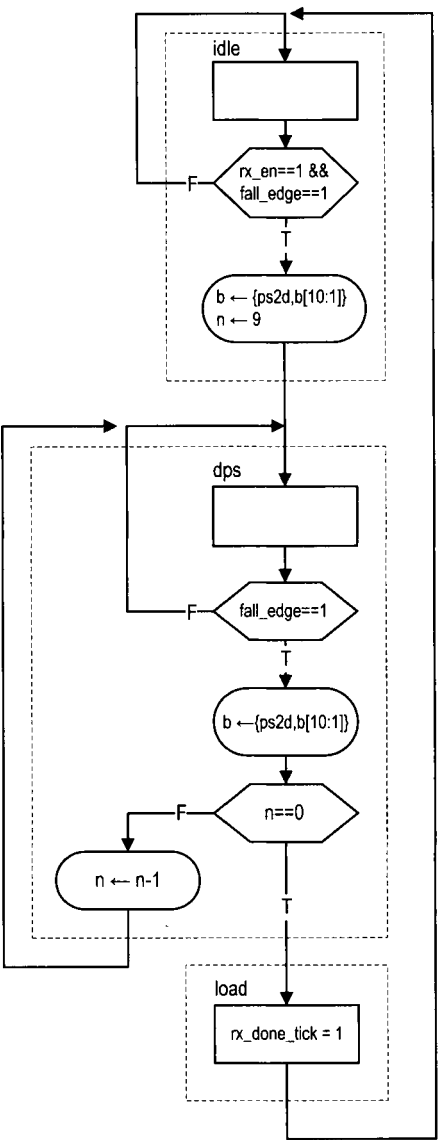 idle
rx_en==1 &&
fall_edge==1
F
T
b ← {ps2d,b[10:1]}
n ← 9
dps
fall_edge==1
F
T
b ←{ps2d,b[10:1]}
n==0
F
n ← n-1
T
load
rx_done_tick = 1